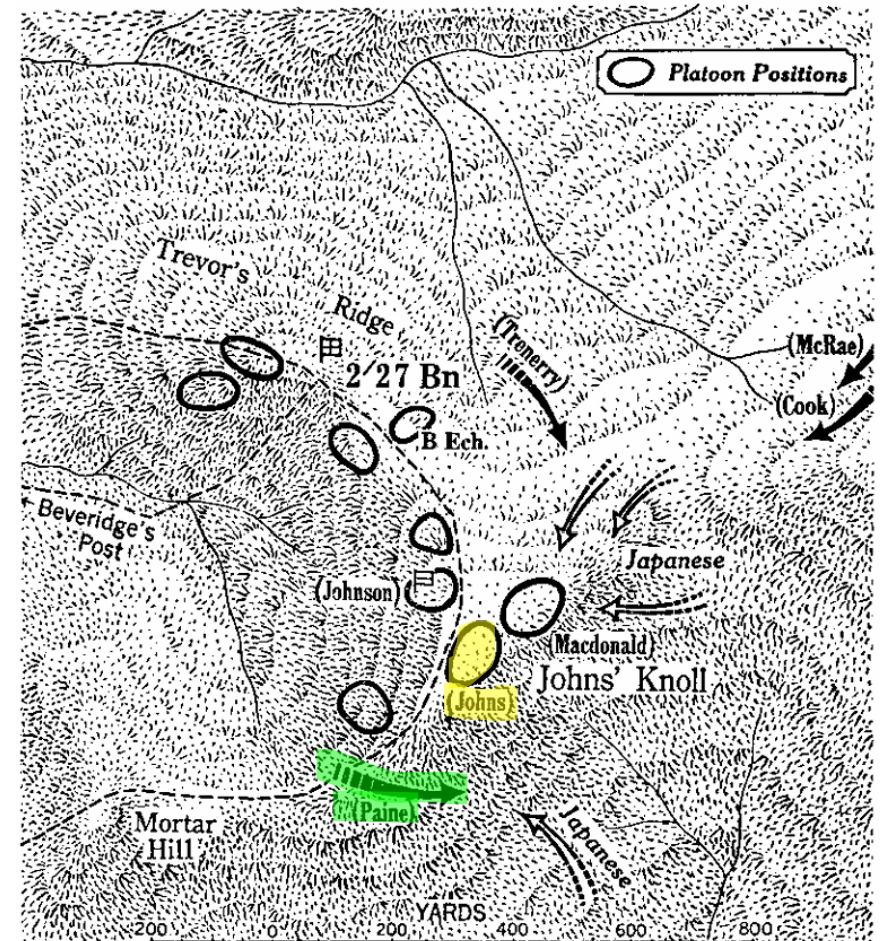 Platoon Positions
Trevor's
Ridge
2/27 Bn
B Ech.
(Trenerry)
(McRae)
(Cook)
Beveridge's
Post
Japanese
(Johnson)
(Macdonald)
Johns' Knoll
(Johns)
(Paine)
Mortar
Hill
Japanese
YARDS
200 0 200 400 600 800